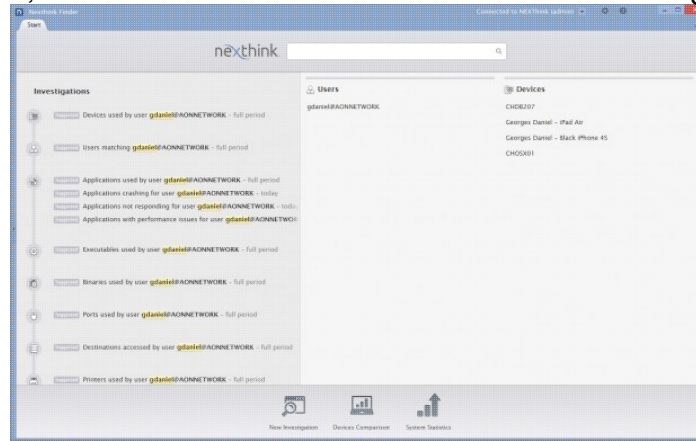 Nexthink Finder
Connected to NEXThink (admin)
Start
nexthink
Investigations
Devices used by user gdaniel@AONNETWORK - full period
Users matching gdaniel@AONNETWORK - full period
Applications used by user gdaniel@AONNETWORK - full period
Applications crashing for user gdaniel@AONNETWORK - today
Applications not responding for user gdaniel@AONNETWORK - toda
Applications with performance issues for user gdaniel@AONNETWOR
Executables used by user gdaniel@AONNETWORK - full period
Binaries used by user gdaniel@AONNETWORK - full period
Ports used by user gdaniel@AONNETWORK - full period
Destinations accessed by user gdaniel@AONNETWORK - full period
Printers used by user gdaniel@AONNETWORK - full period
Users
gdaniel@AONNETWORK
Devices
CHDB207
Georges Daniel - iPad Air
Georges Daniel - Black iPhone 4S
CHOSX01
New Investigation
Devices Comparison
System Statistics